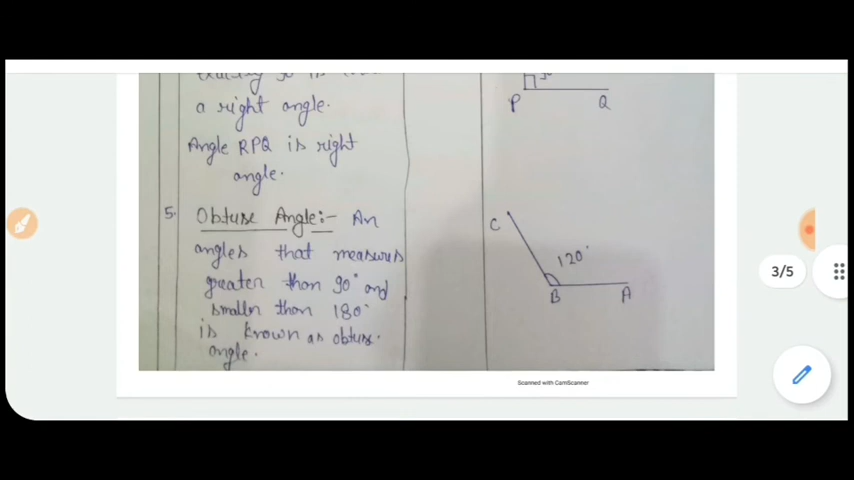 a right angle.
P Q
Angle RPQ is right
angle.
5. Obtuse Angle:- An
angles that measures
greater than 90° and
smaller than 180°
is known as obtuse.
angle.
C
120°
B A
3/5
Scanned with CamScanner